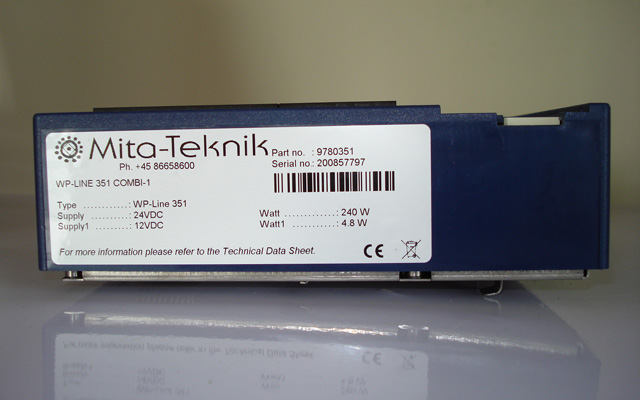 Mita-Teknik
Ph. +45 86658600
Part no. : 9780351
Serial no.: 200857797
WP-LINE 351 COMBI-1
Type ............: WP-Line 351
Supply ..........: 24VDC
Supply1 .........: 12VDC
Watt .............: 240 W
Watt1 ............: 4.8 W
For more information please refer to the Technical Data Sheet.
CE